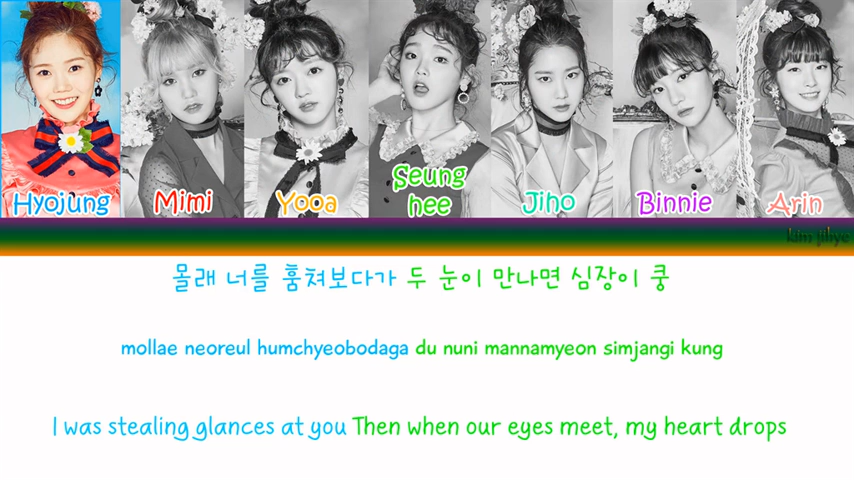 Hyojung Mimi Yooa Seung hee Jiho Binnie Arin
kim jihye
몰래 너를 훔쳐보다가 두 눈이 만나면 심장이 쿵
mollae neoreul humchyeobodaga du nuni mannamyeon simjangi kung
I was stealing glances at you Then when our eyes meet, my heart drops